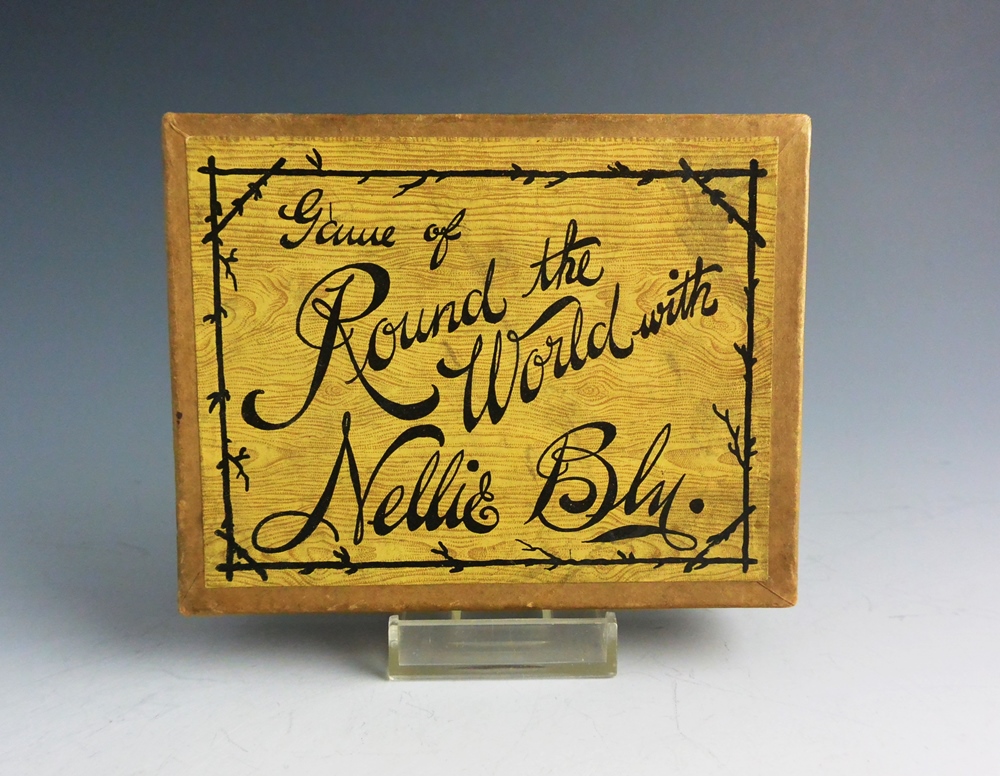 Game of
Round the
World with
Nellie Bly.